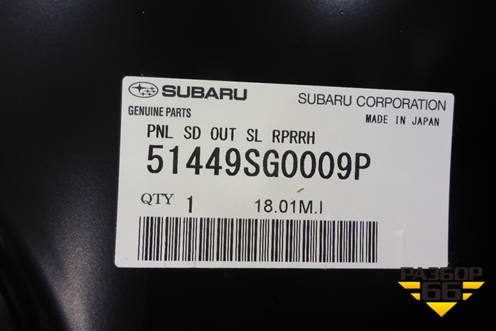 SUBARU
SUBARU CORPORATION
GENUINE PARTS
MADE IN JAPAN
PNL SD OUT SL RPRRH
51449SG0009P
QTY 1 18.01M.I
РАЗБОР
66